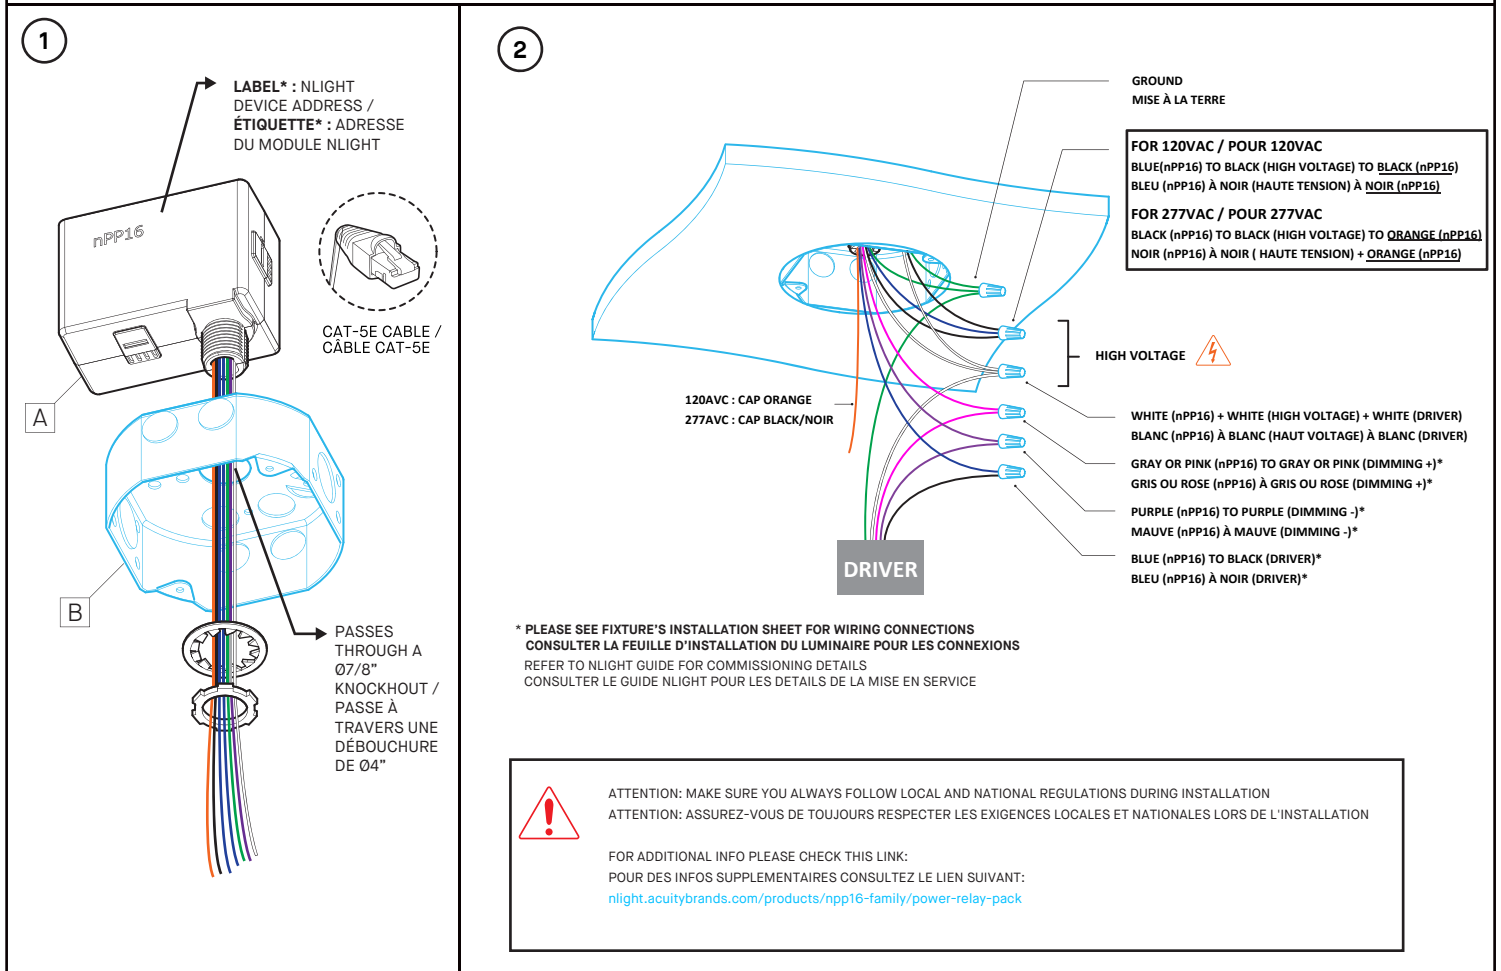 1
LABEL* : NLIGHT
DEVICE ADDRESS /
ÉTIQUETTE* : ADRESSE
DU MODULE NLIGHT
nPP16
CAT-5E CABLE /
CÂBLE CAT-5E
A
B
PASSES
THROUGH A
Ø7/8"
KNOCKHOUT /
PASSE À
TRAVERS UNE
DÉBOUCHURE
DE Ø4"
2
GROUND
MISE À LA TERRE
FOR 120VAC / POUR 120VAC
BLUE(nPP16) TO BLACK (HIGH VOLTAGE) TO BLACK (nPP16)
BLEU (nPP16) À NOIR (HAUTE TENSION) À NOIR (nPP16)
FOR 277VAC / POUR 277VAC
BLACK (nPP16) TO BLACK (HIGH VOLTAGE) TO ORANGE (nPP16)
NOIR (nPP16) À NOIR ( HAUTE TENSION) + ORANGE (nPP16)
HIGH VOLTAGE
120AVC : CAP ORANGE
277AVC : CAP BLACK/NOIR
WHITE (nPP16) + WHITE (HIGH VOLTAGE) + WHITE (DRIVER)
BLANC (nPP16) À BLANC (HAUT VOLTAGE) À BLANC (DRIVER)
GRAY OR PINK (nPP16) TO GRAY OR PINK (DIMMING +)*
GRIS OU ROSE (nPP16) À GRIS OU ROSE (DIMMING +)*
PURPLE (nPP16) TO PURPLE (DIMMING -)*
MAUVE (nPP16) À MAUVE (DIMMING -)*
BLUE (nPP16) TO BLACK (DRIVER)*
BLEU (nPP16) À NOIR (DRIVER)*
DRIVER
* PLEASE SEE FIXTURE'S INSTALLATION SHEET FOR WIRING CONNECTIONS
CONSULTER LA FEUILLE D'INSTALLATION DU LUMINAIRE POUR LES CONNEXIONS
REFER TO NLIGHT GUIDE FOR COMMISSIONING DETAILS
CONSULTER LE GUIDE NLIGHT POUR LES DETAILS DE LA MISE EN SERVICE
ATTENTION: MAKE SURE YOU ALWAYS FOLLOW LOCAL AND NATIONAL REGULATIONS DURING INSTALLATION
ATTENTION: ASSUREZ-VOUS DE TOUJOURS RESPECTER LES EXIGENCES LOCALES ET NATIONALES LORS DE L'INSTALLATION
FOR ADDITIONAL INFO PLEASE CHECK THIS LINK:
POUR DES INFOS SUPPLEMENTAIRES CONSULTEZ LE LIEN SUIVANT:
nlight.acuitybrands.com/products/npp16-family/power-relay-pack